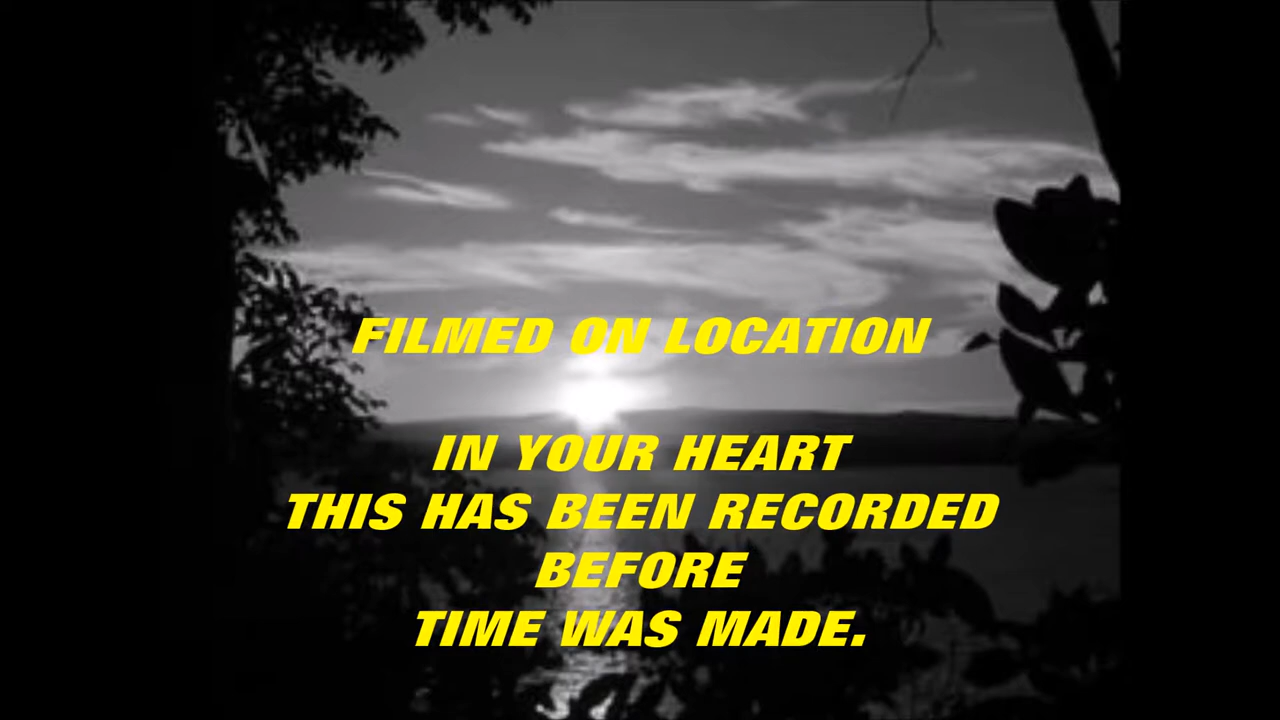 FILMED ON LOCATION
IN YOUR HEART
THIS HAS BEEN RECORDED
BEFORE
TIME WAS MADE.